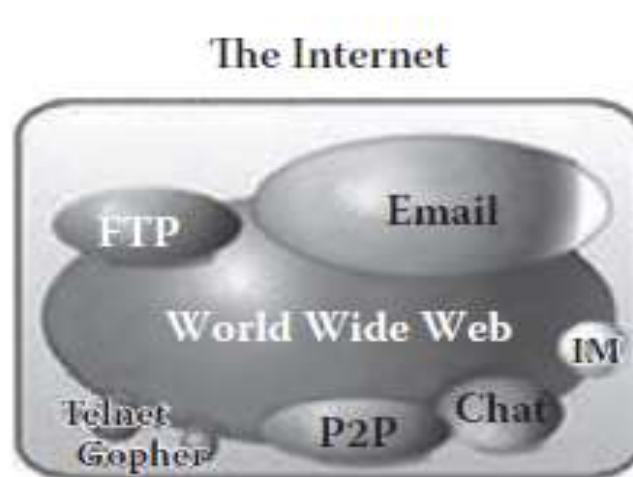 The Internet
Email
FTP
World Wide Web
IM
Telnet
Gopher
P2P
Chat